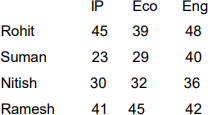 IP Eco Eng
Rohit 45 39 48
Suman 23 29 40
Nitish 30 32 36
Ramesh 41 45 42